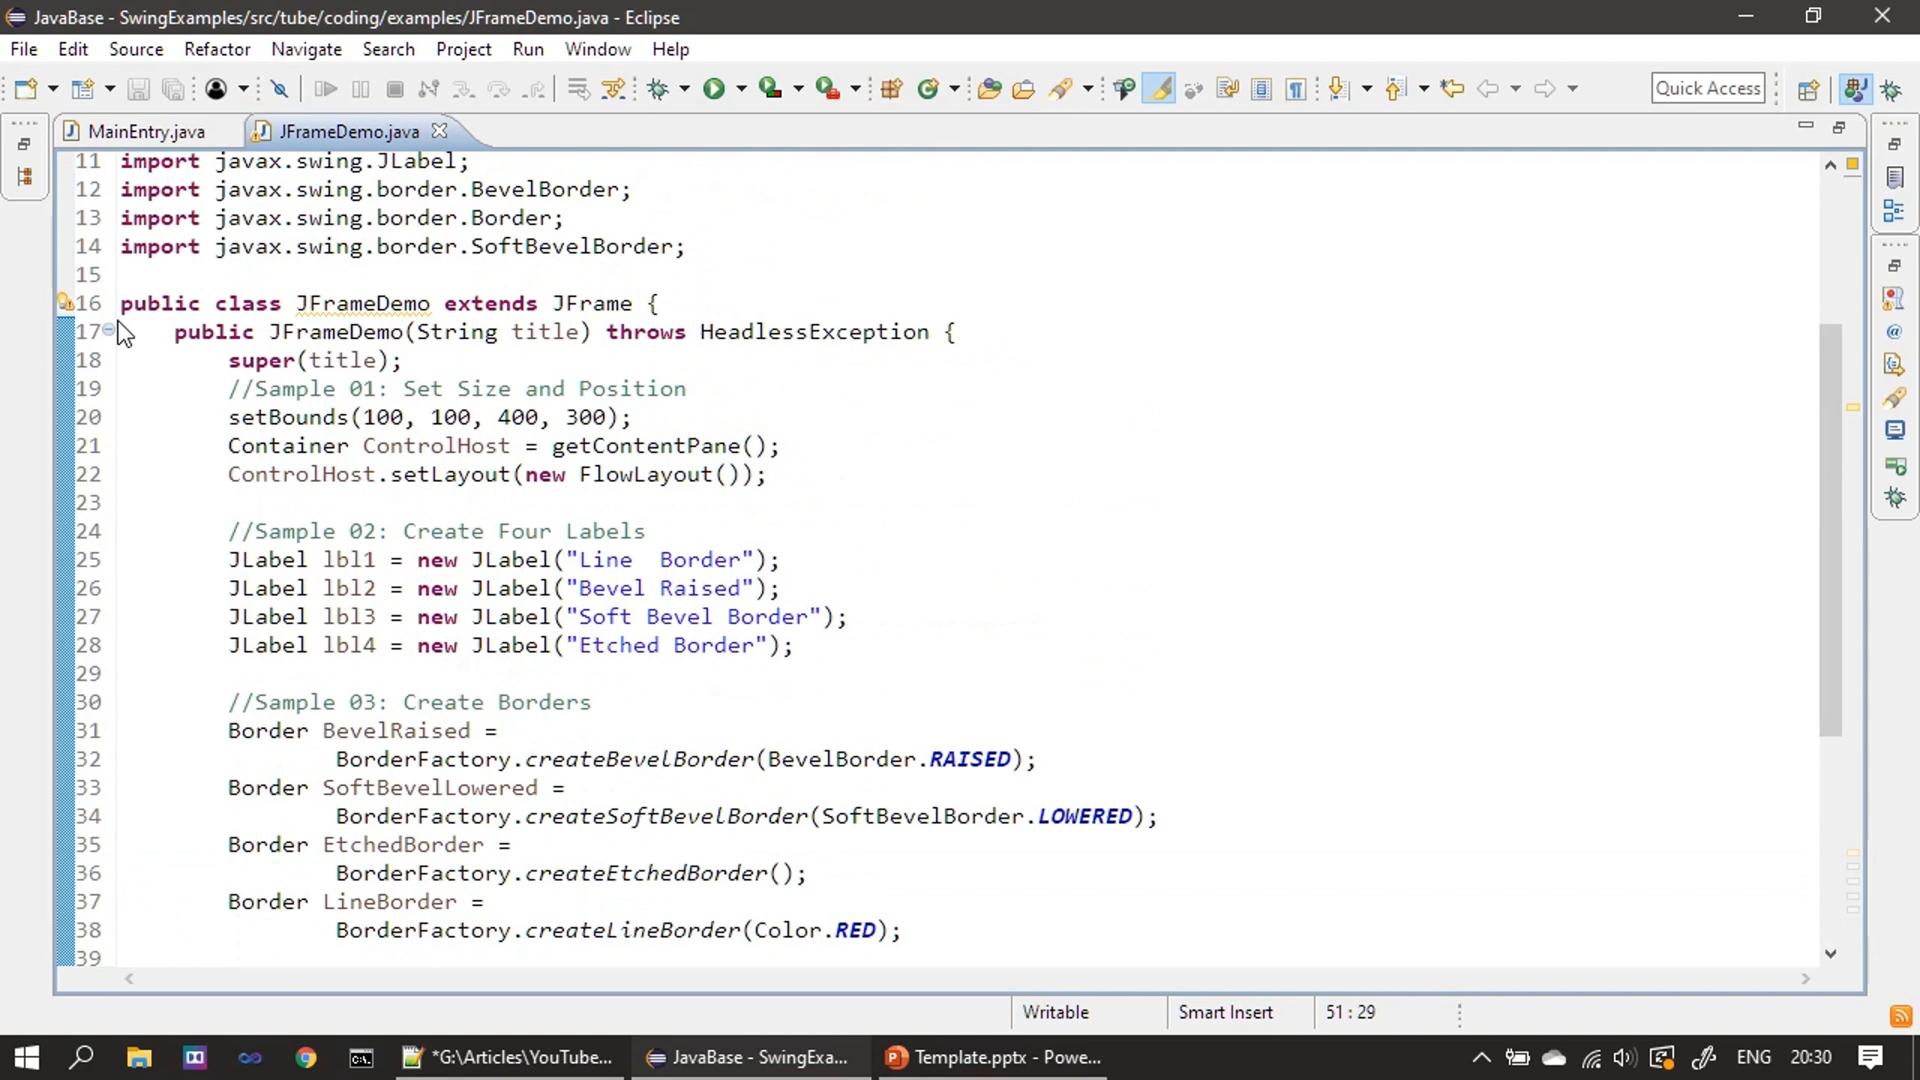 JavaBase - SwingExamples/src/tube/coding/examples/JFrameDemo.java - Eclipse
File Edit Source Refactor Navigate Search Project Run Window Help
Quick Access
MainEntry.java JFrameDemo.java
11 import javax.swing.JLabel;
12 import javax.swing.border.BevelBorder;
13 import javax.swing.border.Border;
14 import javax.swing.border.SoftBevelBorder;
15
16 public class JFrameDemo extends JFrame {
17 public JFrameDemo(String title) throws HeadlessException {
18 super(title);
19 //Sample 01: Set Size and Position
20 setBounds(100, 100, 400, 300);
21 Container ControlHost = getContentPane();
22 ControlHost.setLayout(new FlowLayout());
23
24 //Sample 02: Create Four Labels
25 JLabel lbl1 = new JLabel("Line  Border");
26 JLabel lbl2 = new JLabel("Bevel Raised");
27 JLabel lbl3 = new JLabel("Soft Bevel Border");
28 JLabel lbl4 = new JLabel("Etched Border");
29
30 //Sample 03: Create Borders
31 Border BevelRaised =
32 BorderFactory.createBevelBorder(BevelBorder.RAISED);
33 Border SoftBevelLowered =
34 BorderFactory.createSoftBevelBorder(SoftBevelBorder.LOWERED);
35 Border EtchedBorder =
36 BorderFactory.createEtchedBorder();
37 Border LineBorder =
38 BorderFactory.createLineBorder(Color.RED);
39
Writable Smart Insert 51 : 29
*G:\Articles\YouTube... JavaBase - SwingExa... Template.pptx - Powe... ENG 20:30